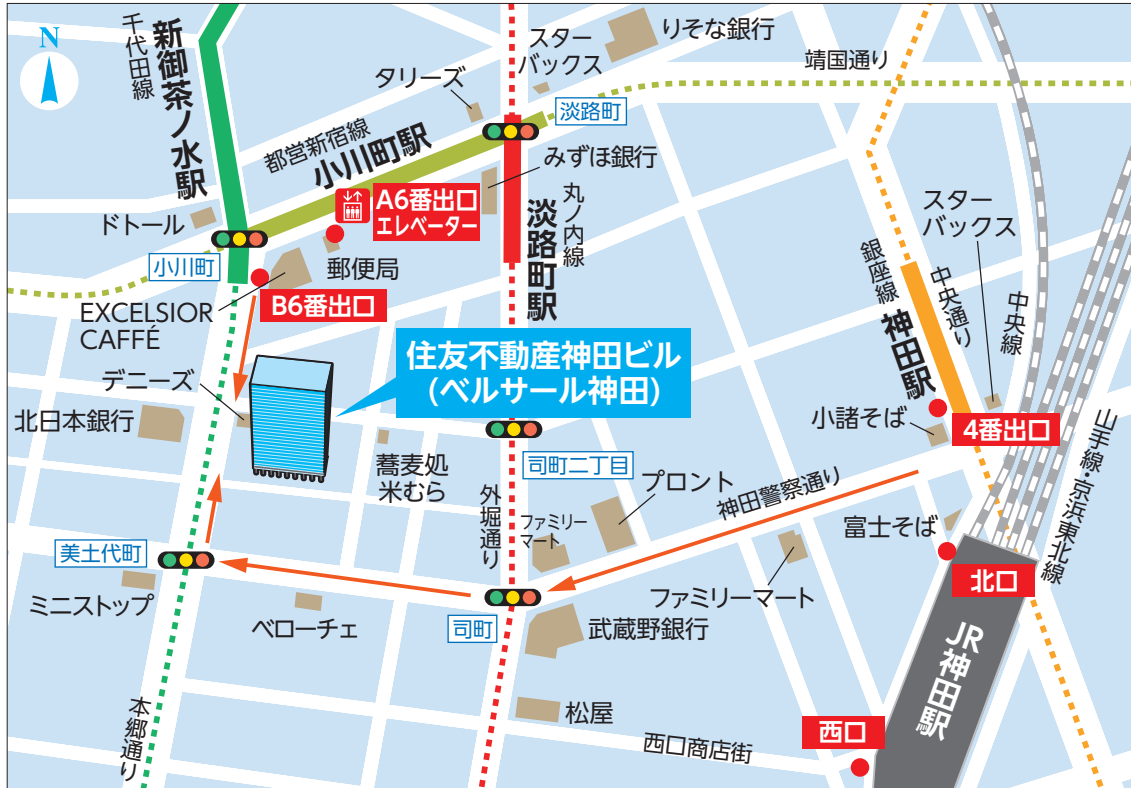 N
千代田線
新御茶ノ水駅
都営新宿線
小川町駅
タリーズ
スター
バックス
りそな銀行
靖国通り
淡路町
みずほ銀行
A6番出口
エレベーター
丸ノ内線
淡路町駅
ドトール
小川町
郵便局
EXCELSIOR
CAFFÉ
B6番出口
スター
バックス
銀座線
神田駅
中央通り
中央線
住友不動産神田ビル
(ベルサール神田)
デニーズ
北日本銀行
小諸そば
4番出口
山手線・京浜東北線
蕎麦処
米むら
司町二丁目
外堀通り
プロント
神田警察通り
ファミリー
マート
富士そば
美土代町
北口
ミニストップ
ベローチェ
司町
武蔵野銀行
ファミリーマート
JR神田駅
本郷通り
松屋
西口商店街
西口